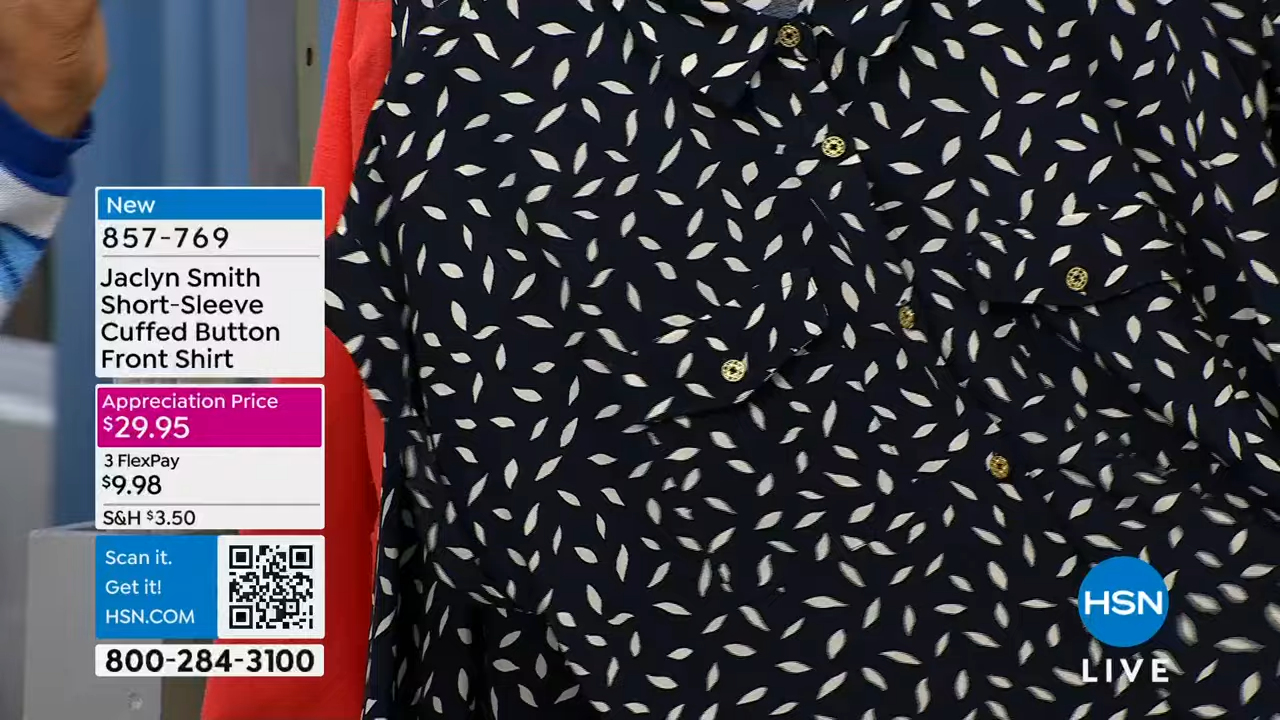 New
857-769
Jaclyn Smith
Short-Sleeve
Cuffed Button
Front Shirt
Appreciation Price
$29.95
3 FlexPay
$9.98
S&H $3.50
Scan it.
Get it!
HSN.COM
800-284-3100
HSN
LIVE